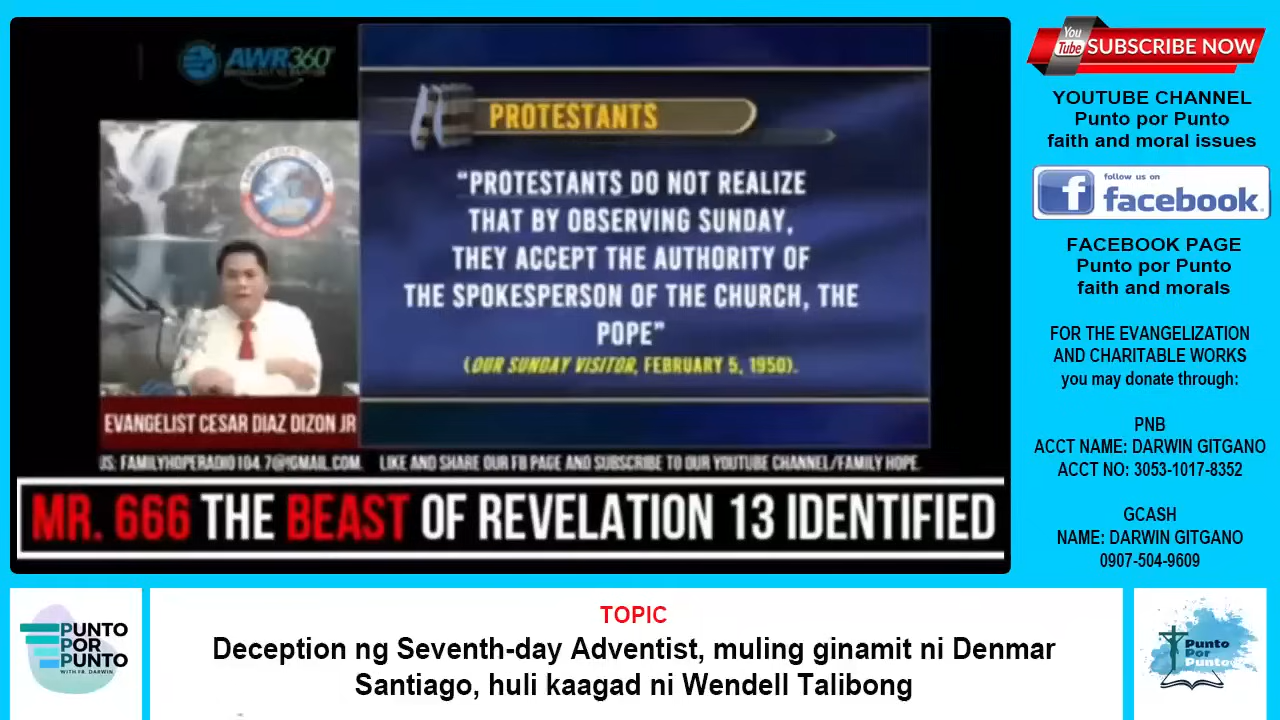 AWR360°
PROTESTANTS
"PROTESTANTS DO NOT REALIZE
THAT BY OBSERVING SUNDAY,
THEY ACCEPT THE AUTHORITY OF
THE SPOKESPERSON OF THE CHURCH, THE
POPE"
(OUR SUNDAY VISITOR, FEBRUARY 5, 1950).
EVANGELIST CESAR DIAZ DIZON JR
US: FAMILYHOPERADIO104.7@GMAIL.COM. LIKE AND SHARE OUR FB PAGE AND SUBSCRIBE TO OUR YOUTUBE CHANNEL/FAMILY HOPE.
MR. 666 THE BEAST OF REVELATION 13 IDENTIFIED
You
Tube SUBSCRIBE NOW
YOUTUBE CHANNEL
Punto por Punto
faith and moral issues
follow us on
facebook.
FACEBOOK PAGE
Punto por Punto
faith and morals
FOR THE EVANGELIZATION
AND CHARITABLE WORKS
you may donate through:
PNB
ACCT NAME: DARWIN GITGANO
ACCT NO: 3053-1017-8352
GCASH
NAME: DARWIN GITGANO
0907-504-9609
PUNTO
POR
PUNTO
WITH FR. DARWIN
TOPIC
Deception ng Seventh-day Adventist, muling ginamit ni Denmar
Santiago, huli kaagad ni Wendell Talibong
Punto
Por
Punto